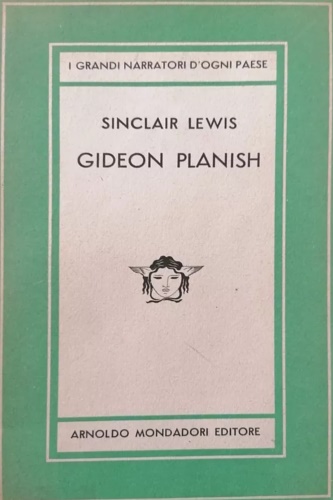 I GRANDI NARRATORI D'OGNI PAESE
SINCLAIR LEWIS
GIDEON PLANISH
ARNOLDO MONDADORI EDITORE